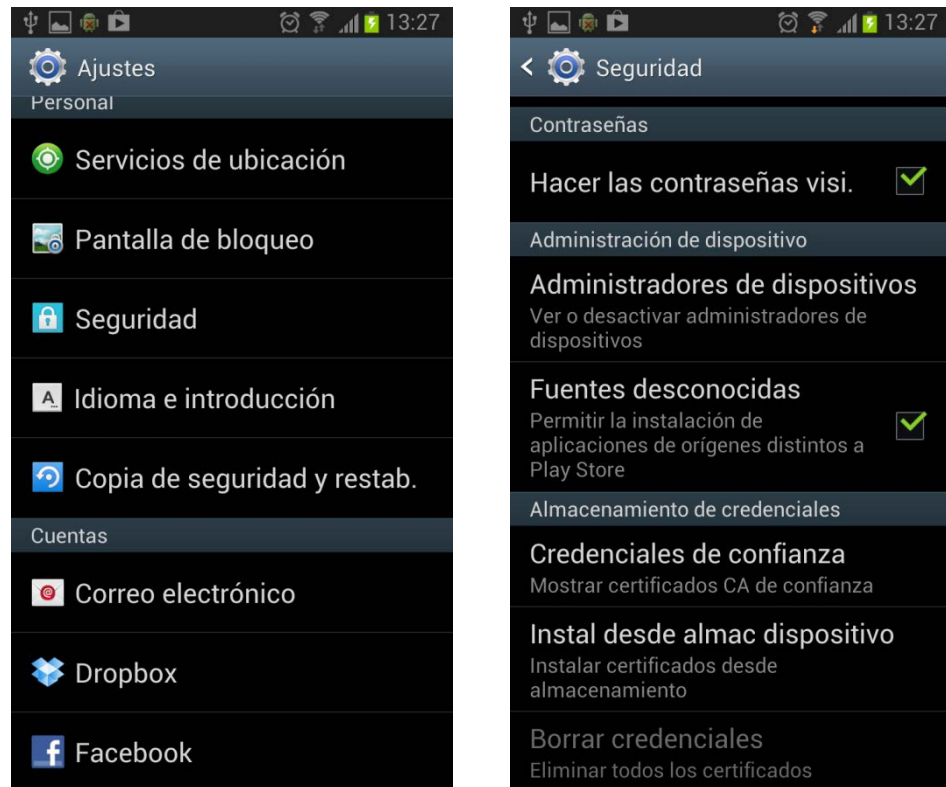 13:27
Ajustes
Personal
Servicios de ubicación
Pantalla de bloqueo
Seguridad
Idioma e introducción
Copia de seguridad y restab.
Cuentas
Correo electrónico
Dropbox
Facebook
13:27
Seguridad
Contraseñas
Hacer las contraseñas visi.
Administración de dispositivo
Administradores de dispositivos
Ver o desactivar administradores de
dispositivos
Fuentes desconocidas
Permitir la instalación de
aplicaciones de orígenes distintos a
Play Store
Almacenamiento de credenciales
Credenciales de confianza
Mostrar certificados CA de confianza
Instal desde almac dispositivo
Instalar certificados desde
almacenamiento
Borrar credenciales
Eliminar todos los certificados